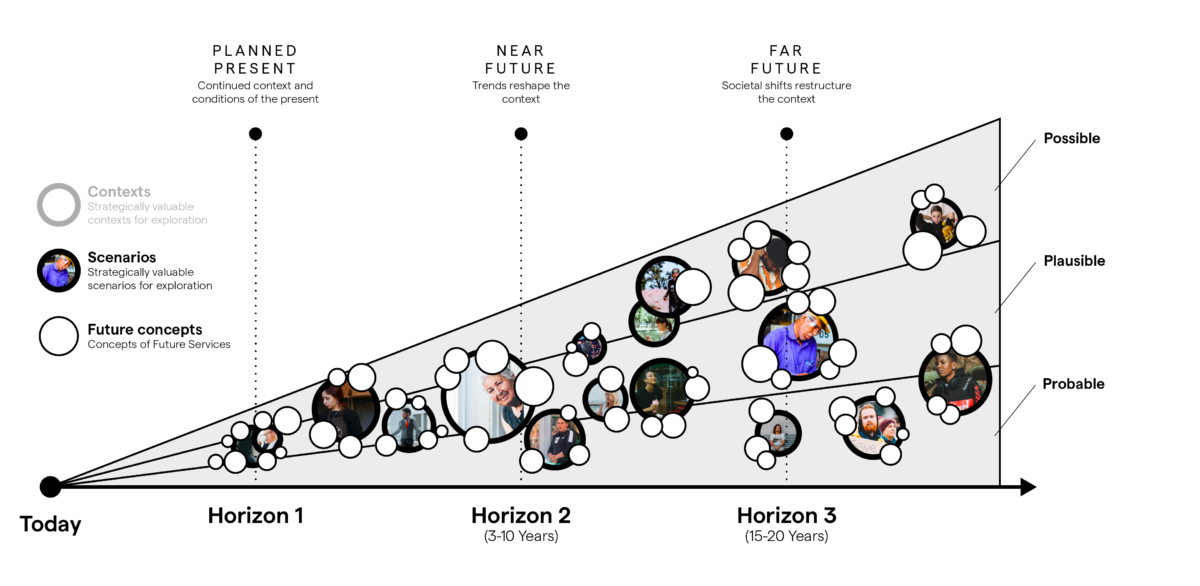 PLANNED
PRESENT
Continued context and
conditions of the present
NEAR
FUTURE
Trends reshape the
context
FAR
FUTURE
Societal shifts restructure
the context
Possible
Contexts
Strategically valuable
contexts for exploration
Scenarios
Strategically valuable
scenarios for exploration
Plausible
Future concepts
Concepts of Future Services
Probable
Today
Horizon 1
Horizon 2
(3-10 Years)
Horizon 3
(15-20 Years)